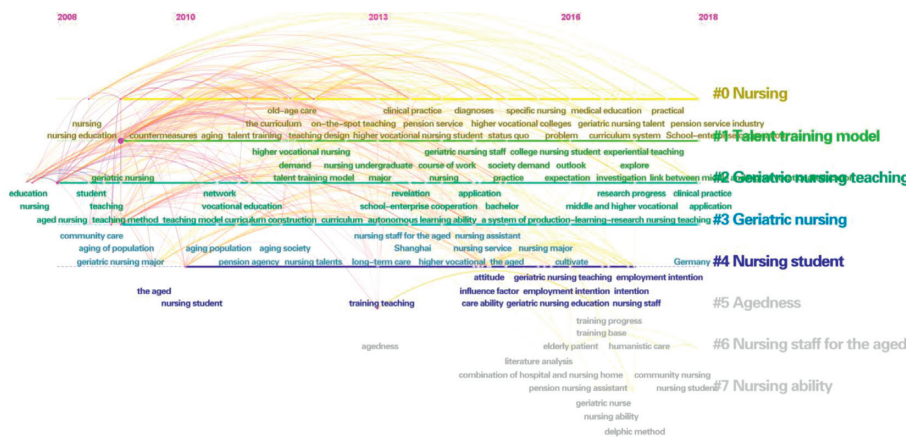 2008 2010 2013 2016 2018
#0 Nursing
old-age care clinical practice diagnoses specific nursing medical education practical
nursing the curriculum on-the-spot teaching pension service higher vocational colleges geriatric nursing talent pension service industry
nursing education countermeasures aging talent training teaching design higher vocational nursing student status quo problem curriculum system
#1 Talent training model
higher vocational nursing geriatric nursing staff college nursing student experiential teaching
demand nursing undergraduate course of work society demand outlook explore
geriatric nursing talent training model major nursing practice expectation investigation link between
#2 Geriatric nursing teaching
education student network revelation application research progress clinical practice
nursing teaching vocational education school-enterprise cooperation bachelor middle and higher vocational application
aged nursing teaching method teaching model curriculum construction curriculum autonomous learning ability a system of production-learning-research nursing teaching
#3 Geriatric nursing
community care nursing staff for the aged nursing assistant
aging of population aging population aging society Shanghai nursing service nursing major
geriatric nursing major pension agency nursing talents long-term care higher vocational the aged cultivate Germany
#4 Nursing student
attitude geriatric nursing teaching employment intention
the aged influence factor employment intention intention
nursing student training teaching care ability geriatric nursing education nursing staff
#5 Agedness
training progress
training base
agedness elderly patient humanistic care
#6 Nursing staff for the aged
literature analysis
combination of hospital and nursing home community nursing
pension nursing assistant nursing student
#7 Nursing ability
geriatric nurse
nursing ability
delphic method